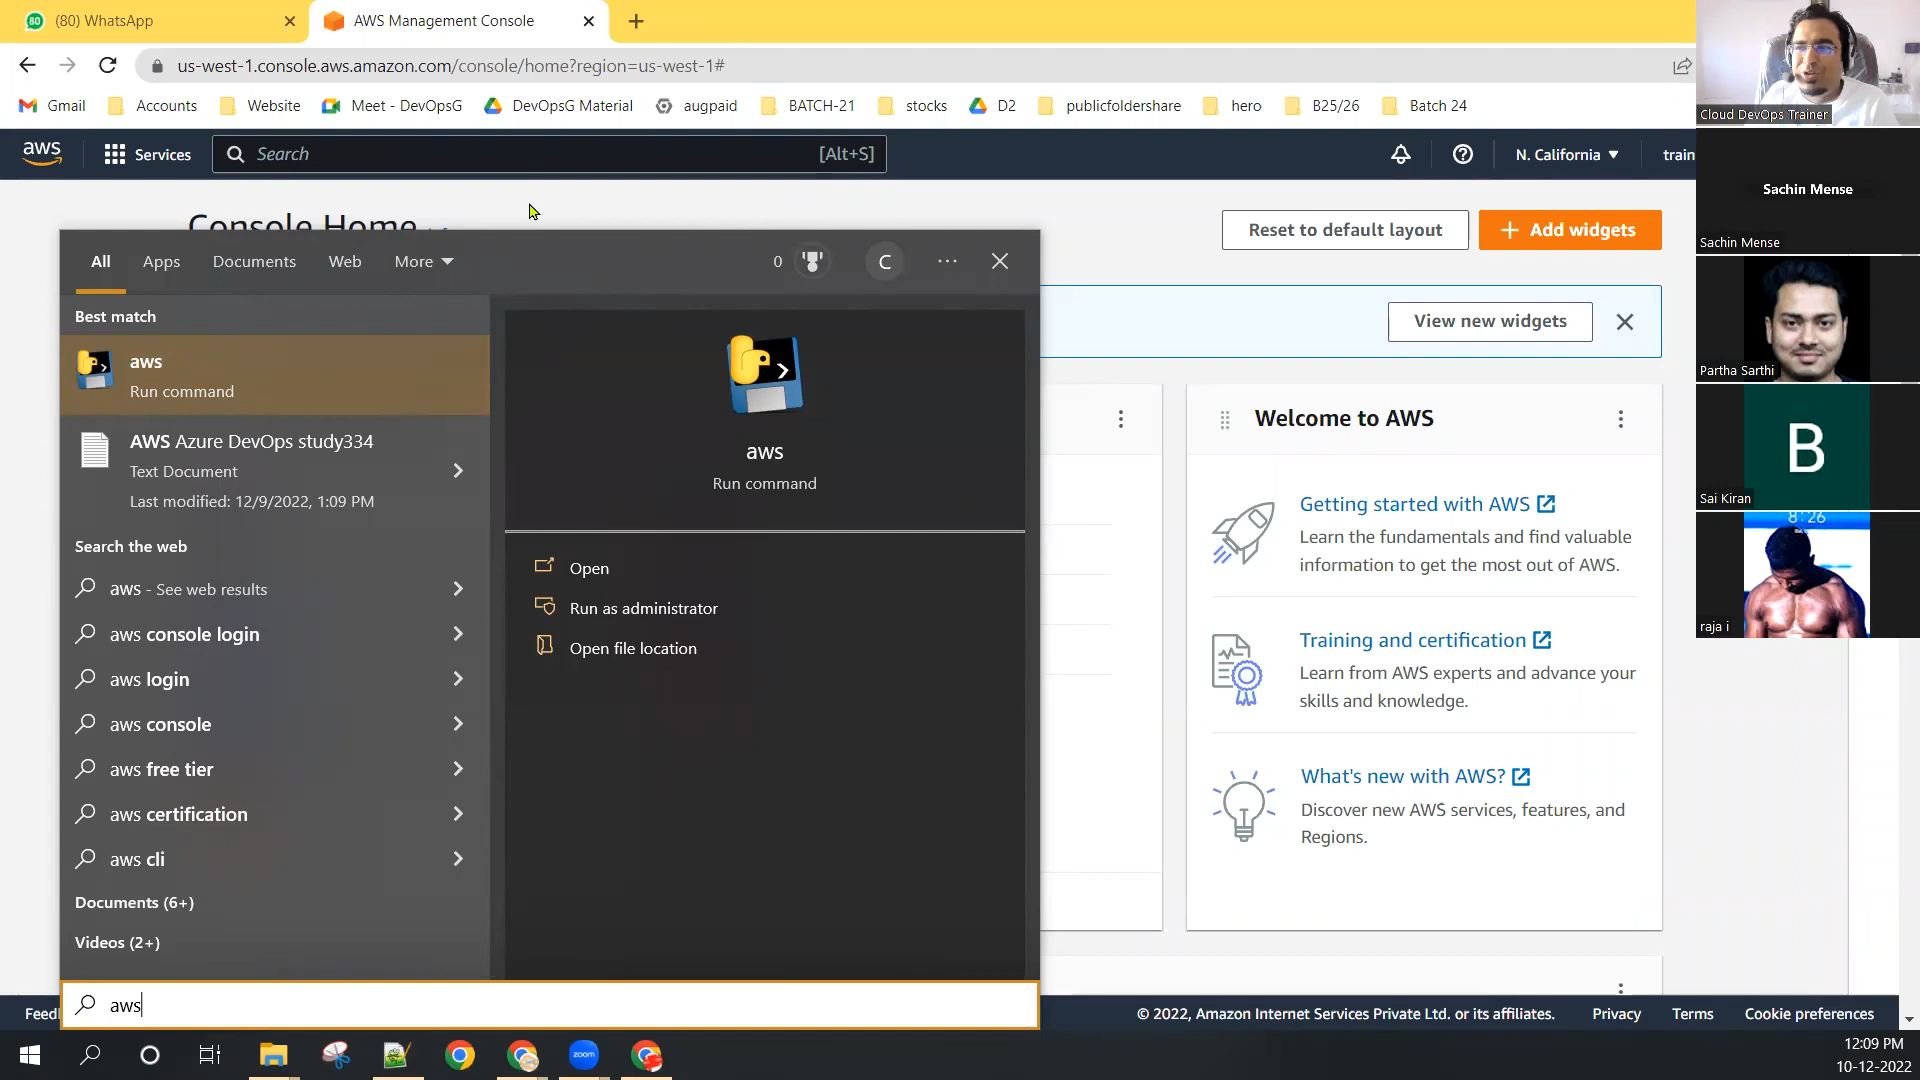 80
(80) WhatsApp
AWS Management Console
us-west-1.console.aws.amazon.com/console/home?region=us-west-1#
Gmail
Accounts
Website
Meet - DevOpsG
DevOpsG Material
augpaid
BATCH-21
stocks
D2
publicfoldershare
hero
B25/26
Batch 24
aws
Services
Search
[Alt+S]
N. California
train
Console Home
Reset to default layout
Add widgets
View new widgets
All
Apps
Documents
Web
More
0
C
Best match
aws
Run command
AWS Azure DevOps study334
Text Document
Last modified: 12/9/2022, 1:09 PM
Search the web
aws - See web results
aws console login
aws login
aws console
aws free tier
aws certification
aws cli
Documents (6+)
Videos (2+)
aws
aws
Run command
Open
Run as administrator
Open file location
Welcome to AWS
Getting started with AWS
Learn the fundamentals and find valuable
information to get the most out of AWS.
Training and certification
Learn from AWS experts and advance your
skills and knowledge.
What's new with AWS?
Discover new AWS services, features, and
Regions.
Cloud DevOps Trainer
Sachin Mense
Sachin Mense
Partha Sarthi
B
Sai Kiran
8:26
raja i
Feed
© 2022, Amazon Internet Services Private Ltd. or its affiliates.
Privacy
Terms
Cookie preferences
zoom
12:09 PM
10-12-2022